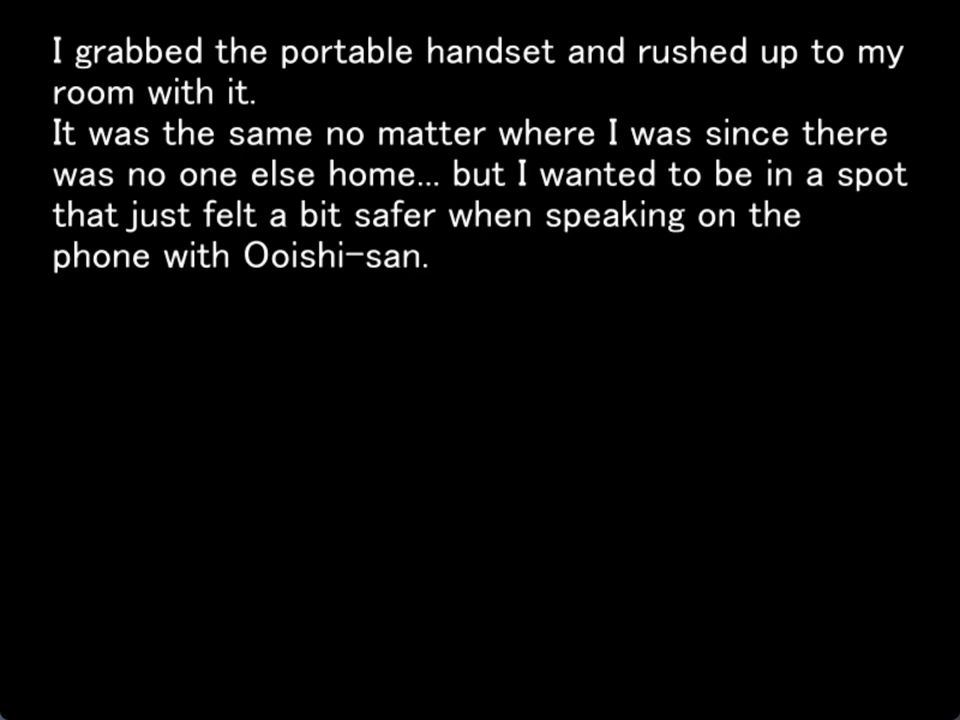 I grabbed the portable handset and rushed up to my
room with it.
It was the same no matter where I was since there
was no one else home... but I wanted to be in a spot
that just felt a bit safer when speaking on the
phone with Ooishi-san.